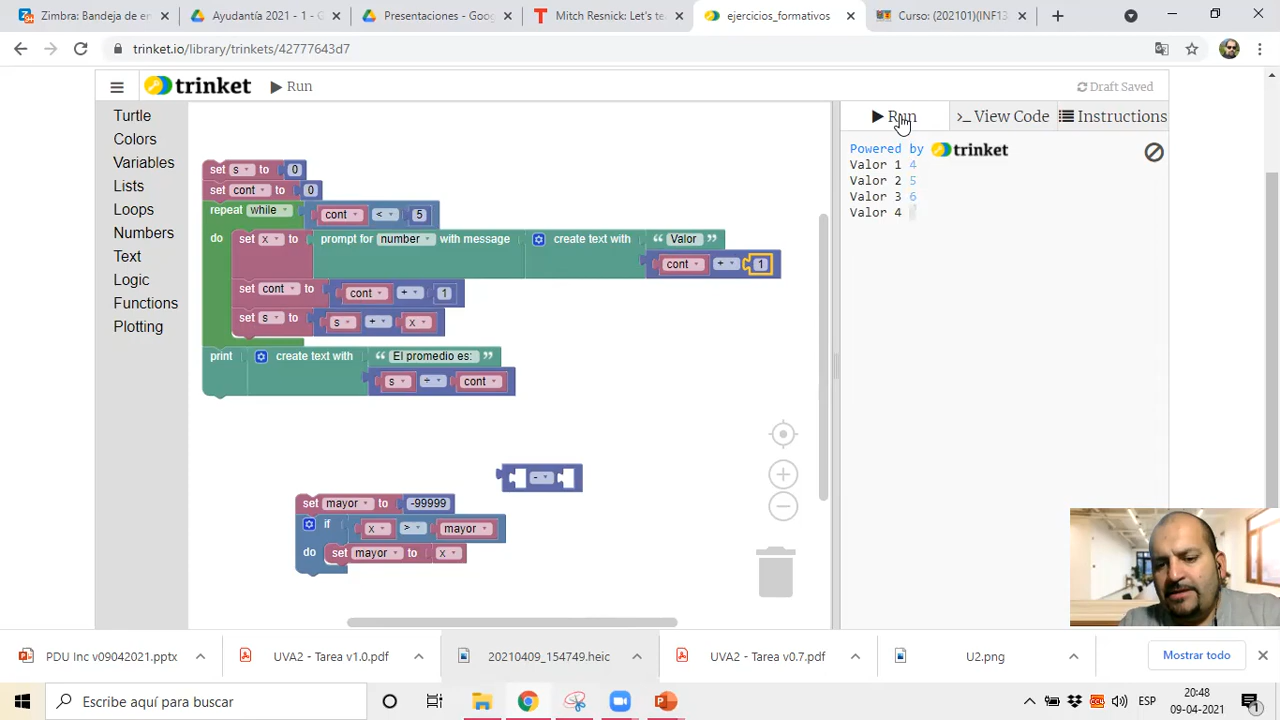 Zimbra: Bandeja de en
Ayudantía 2021 - 1 - G
Presentaciones - Goog
Mitch Resnick: Let's te
ejercicios_formativos
Curso: (202101)(INF13
trinket.io/library/trinkets/42777643d7
trinket
Run
Draft Saved
Turtle
Colors
Variables
Lists
Loops
Numbers
Text
Logic
Functions
Plotting
set s to 0
set cont to 0
repeat while cont < 5
do set x to prompt for number with message create text with “ Valor ”
cont + 1
set cont to cont + 1
set s to s + x
print create text with “ El promedio es: ”
s ÷ cont
-
set mayor to -99999
if x > mayor
do set mayor to x
Run
>_ View Code
Instructions
Powered by trinket
Valor 1 4
Valor 2 5
Valor 3 6
Valor 4
PDU Inc v09042021.pptx
UVA2 - Tarea v1.0.pdf
20210409_154749.heic
UVA2 - Tarea v0.7.pdf
U2.png
Mostrar todo
Escribe aquí para buscar
ESP
20:48
09-04-2021
1